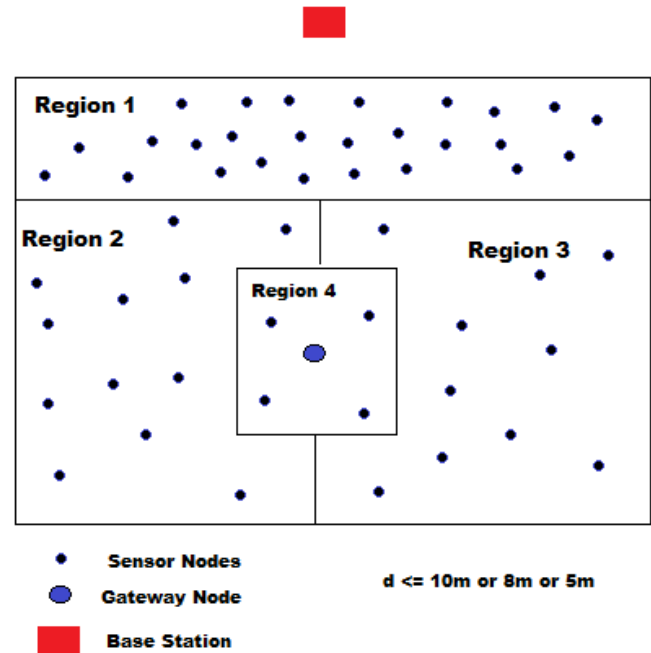 Region 1
Region 2
Region 3
Region 4
Sensor Nodes
d <= 10m or 8m or 5m
Gateway Node
Base Station